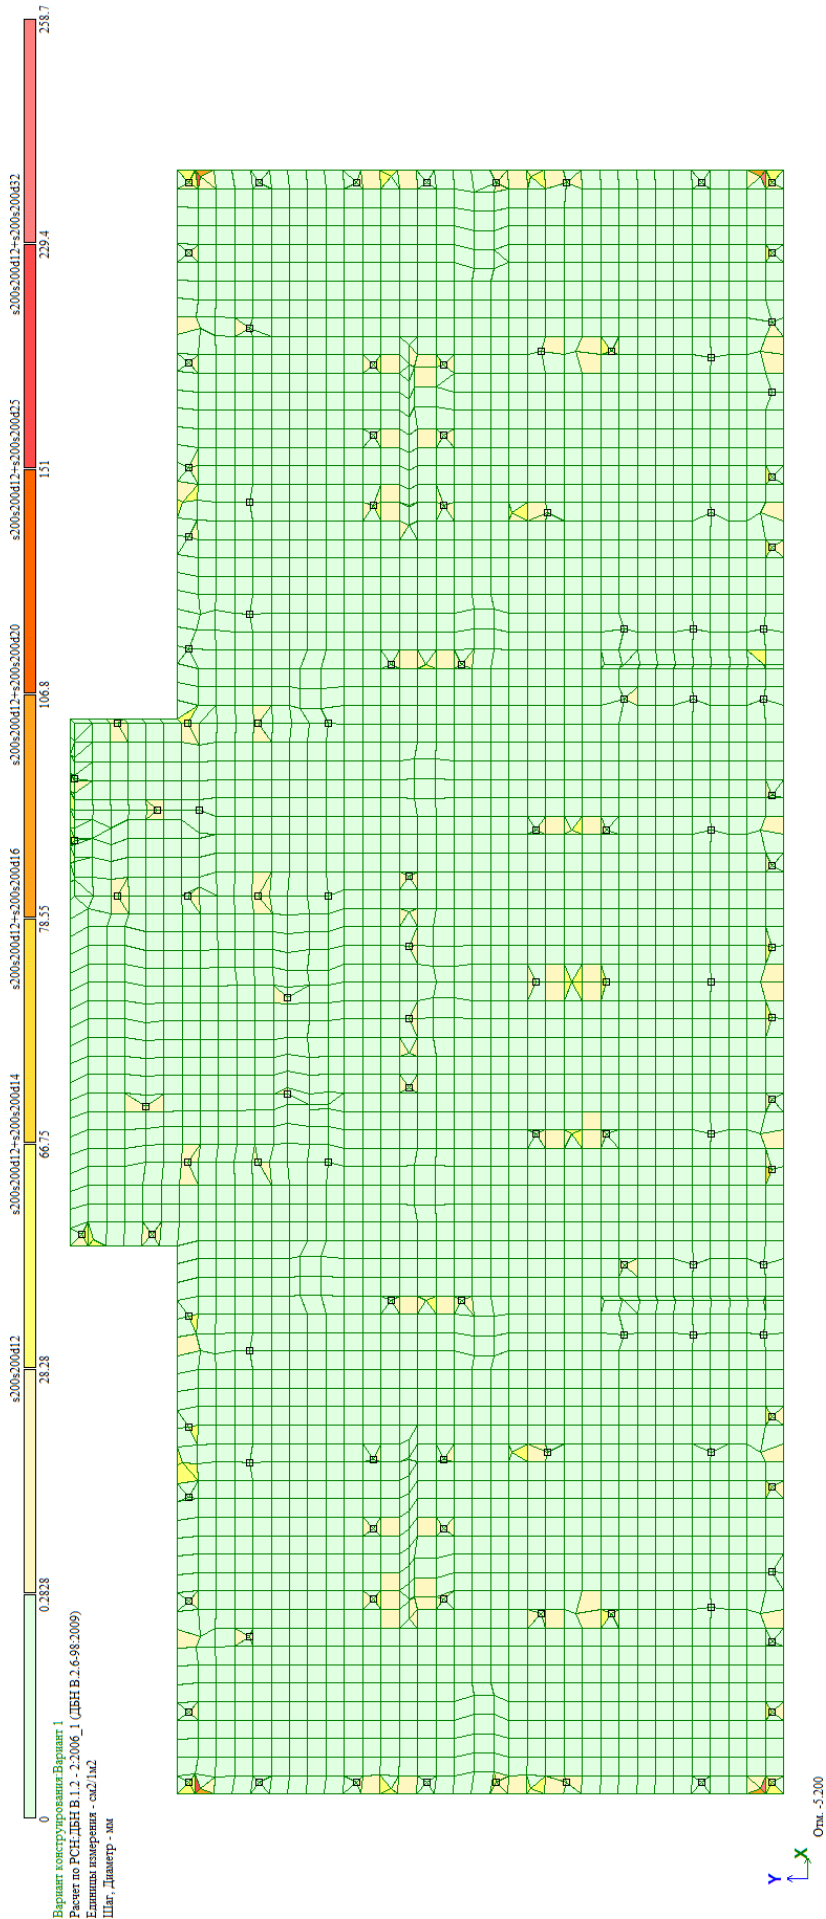 s200s200d12
s200s200d12+s200s200d14
s200s200d12+s200s200d16
s200s200d12+s200s200d20
s200s200d12+s200s200d25
s200s200d12+s200s200d32
0
0.2828
28.28
66.75
78.55
106.8
151
229.4
258.7
Вариант конструирования:Вариант 1
Расчет по РСН:ДБН В.1.2 - 2:2006_1 (ДБН В.2.6-98:2009)
Единицы измерения - см2/1м2
Шаг, Диаметр - мм
Y
X
Отм. -5.200